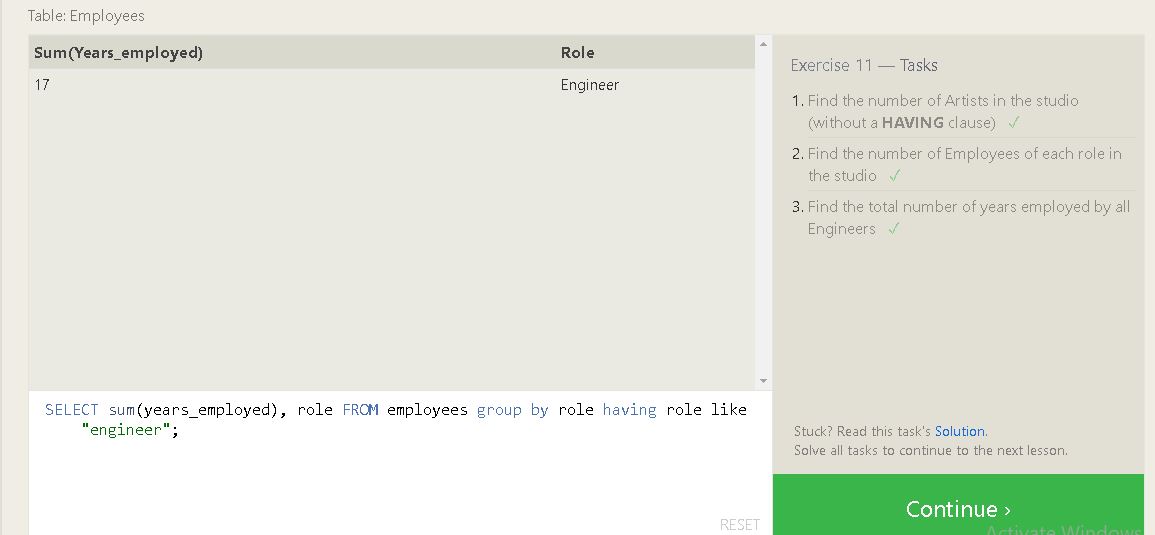 Table: Employees
Sum(Years_employed) Role
17 Engineer
SELECT sum(years_employed), role FROM employees group by role having role like
"engineer";
RESET
Exercise 11 — Tasks
1. Find the number of Artists in the studio
(without a HAVING clause) ✓
2. Find the number of Employees of each role in
the studio ✓
3. Find the total number of years employed by all
Engineers ✓
Stuck? Read this task's Solution.
Solve all tasks to continue to the next lesson.
Continue ›
Activate Windows